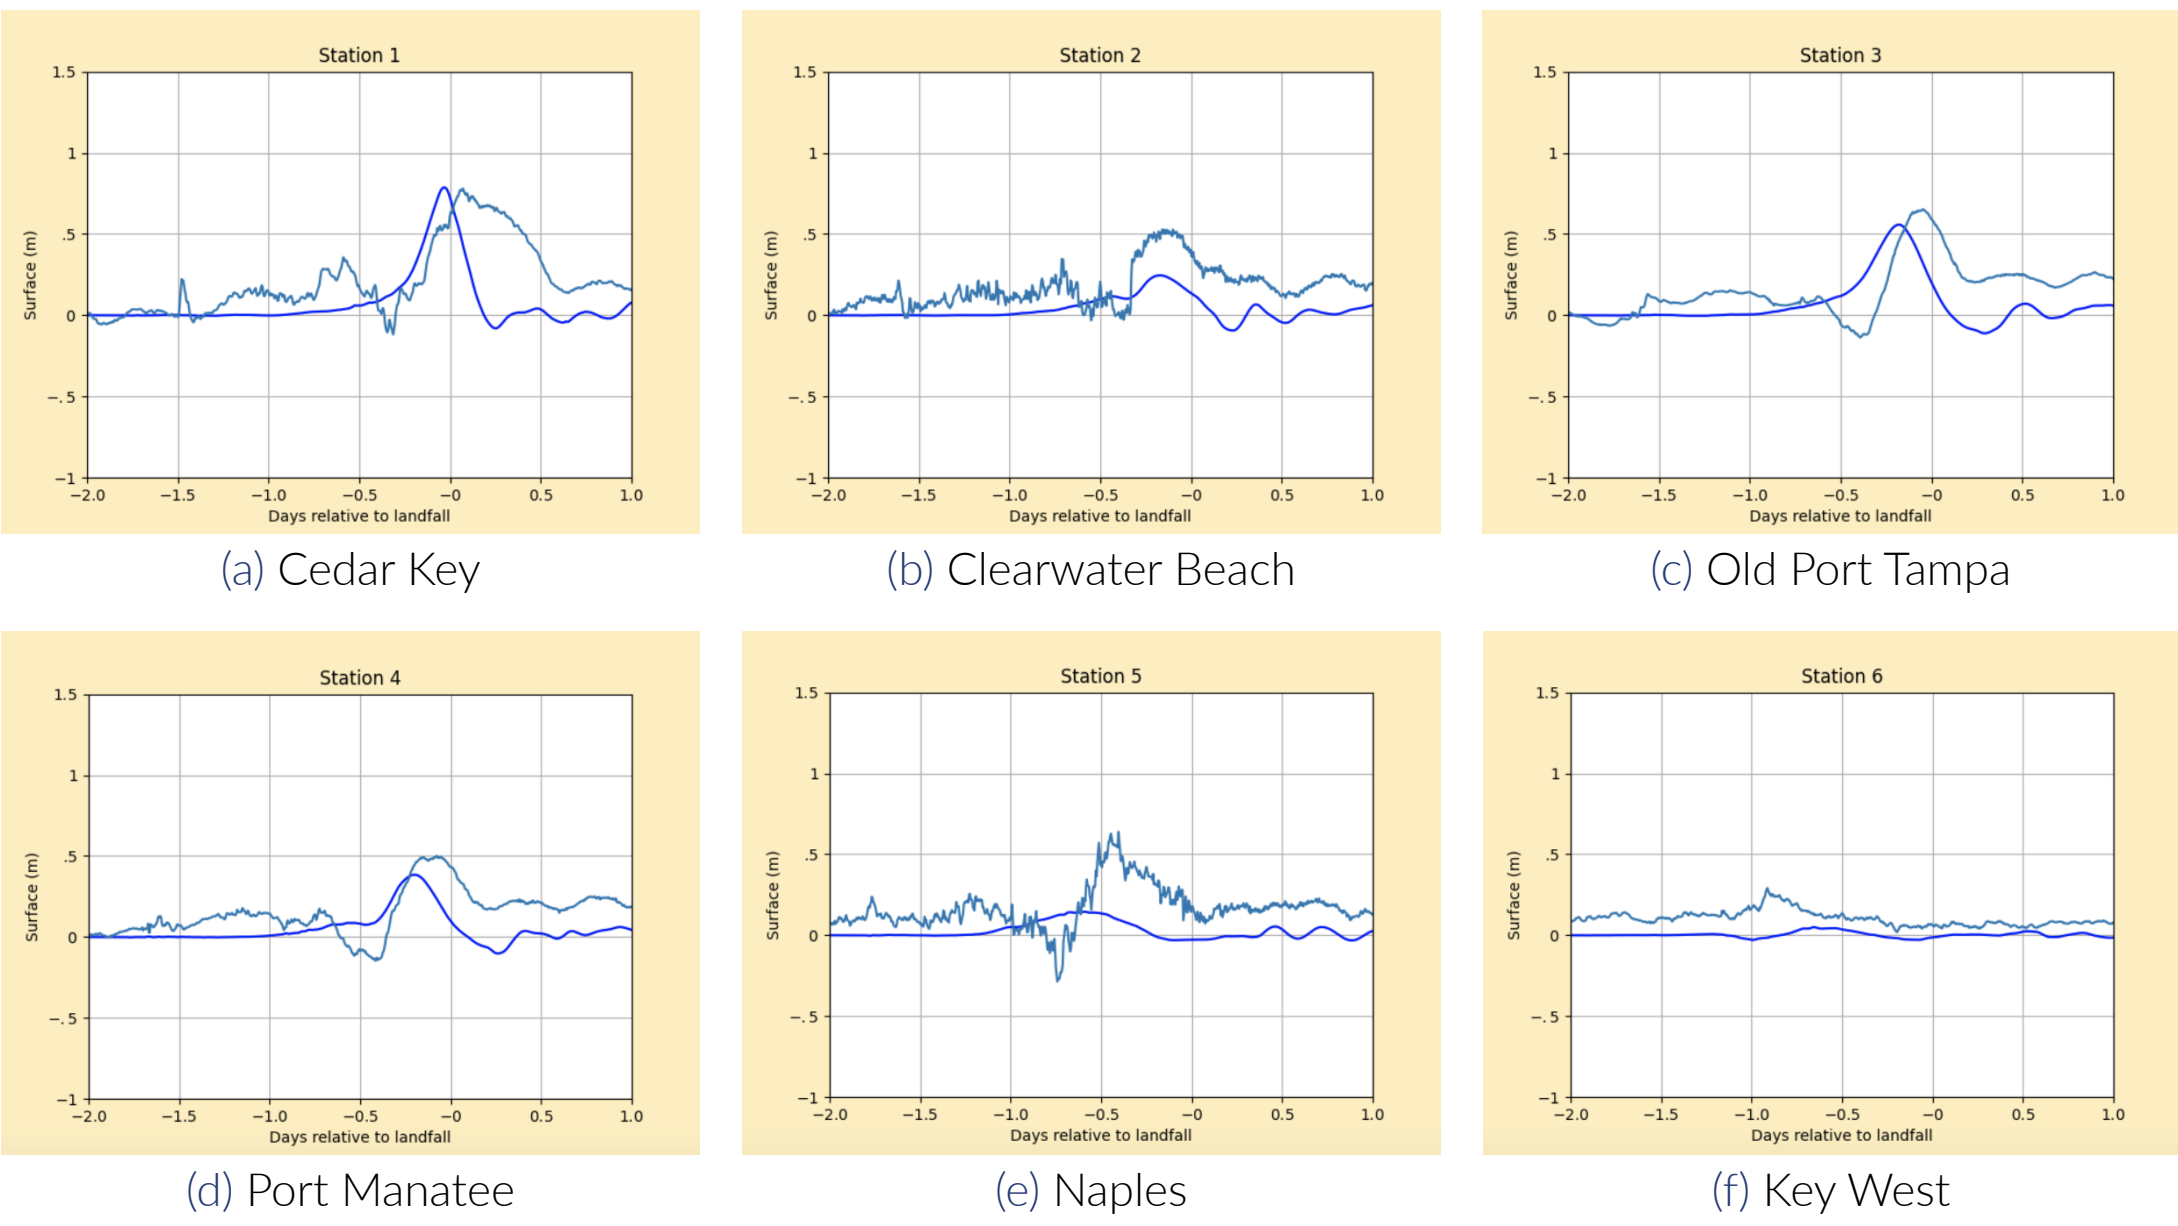 Station 1
1.5
1
.5
0
−.5
−1
Surface (m)
−2.0 −1.5 −1.0 −0.5 −0 0.5 1.0
Days relative to landfall
(a) Cedar Key
Station 2
1.5
1
.5
0
−.5
−1
Surface (m)
−2.0 −1.5 −1.0 −0.5 −0 0.5 1.0
Days relative to landfall
(b) Clearwater Beach
Station 3
1.5
1
.5
0
−.5
−1
Surface (m)
−2.0 −1.5 −1.0 −0.5 −0 0.5 1.0
Days relative to landfall
(c) Old Port Tampa
Station 4
1.5
1
.5
0
−.5
−1
Surface (m)
−2.0 −1.5 −1.0 −0.5 −0 0.5 1.0
Days relative to landfall
(d) Port Manatee
Station 5
1.5
1
.5
0
−.5
−1
Surface (m)
−2.0 −1.5 −1.0 −0.5 −0 0.5 1.0
Days relative to landfall
(e) Naples
Station 6
1.5
1
.5
0
−.5
−1
Surface (m)
−2.0 −1.5 −1.0 −0.5 −0 0.5 1.0
Days relative to landfall
(f) Key West